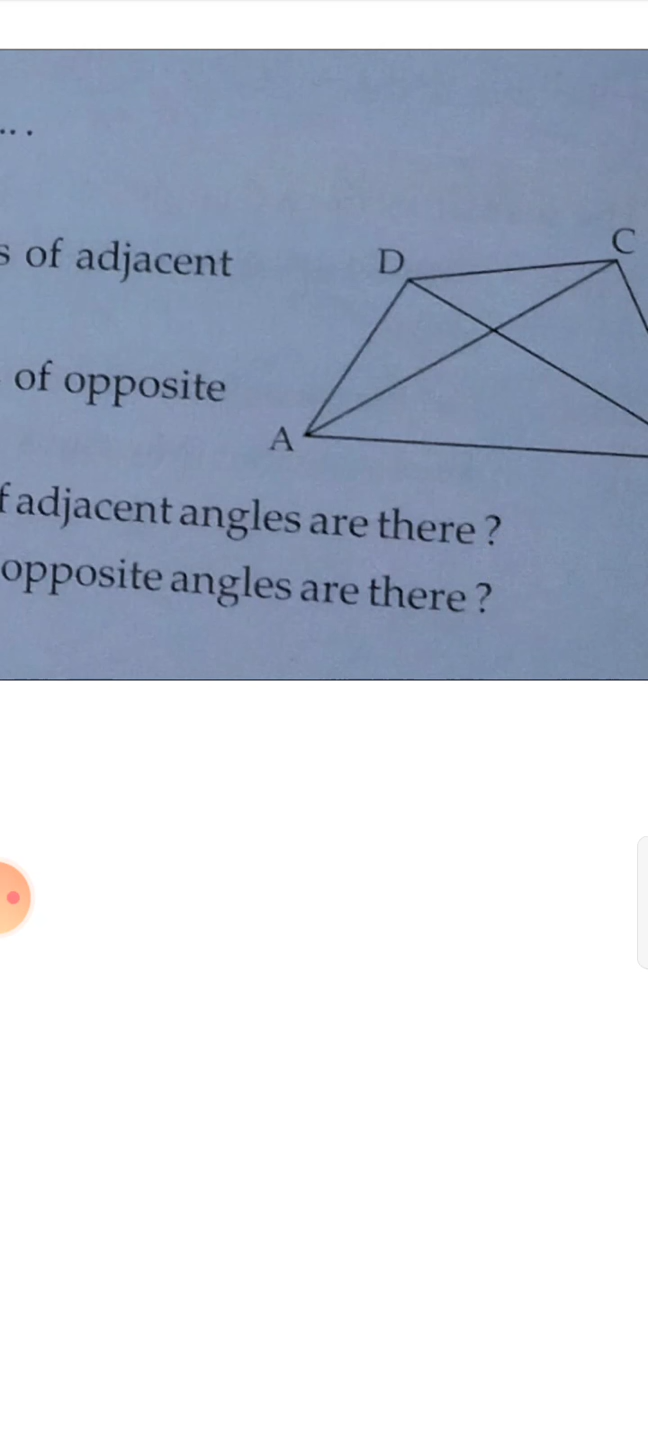 ...
s of adjacent
D
C
of opposite
A
f adjacent angles are there ?
opposite angles are there ?